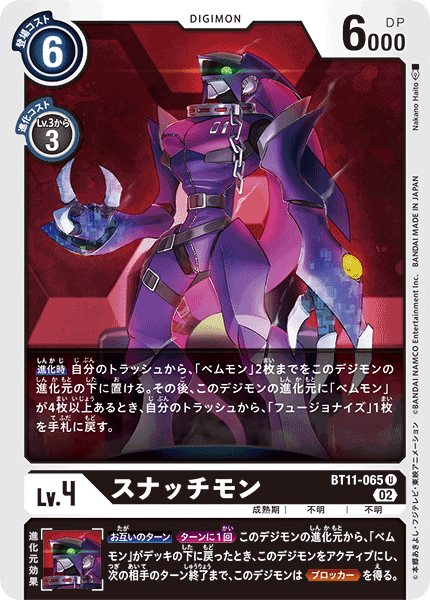 DIGIMON
登場コスト
6
DP
6000
進化コスト
Lv.3から
3
Nakano Haito
©BANDAI NAMCO Entertainment Inc. BANDAI MADE IN JAPAN
©本郷あきよし・フジテレビ・東映アニメーション
01
進化時 自分のトラッシュから、「ベムモン」2枚までをこのデジモンの
進化元の下に置ける。その後、このデジモンの進化元に「ベムモン」
が4枚以上あるとき、自分のトラッシュから、「フュージョナイズ」1枚
を手札に戻す。
BT11-065 U
02
Lv.4
スナッチモン
成熟期 | 不明 | 不明
進化元効果
お互いのターン ターンに1回 このデジモンの進化元から、「ベム
モン」がデッキの下に戻ったとき、このデジモンをアクティブにし、
次の相手のターン終了まで、このデジモンは ブロッカー を得る。